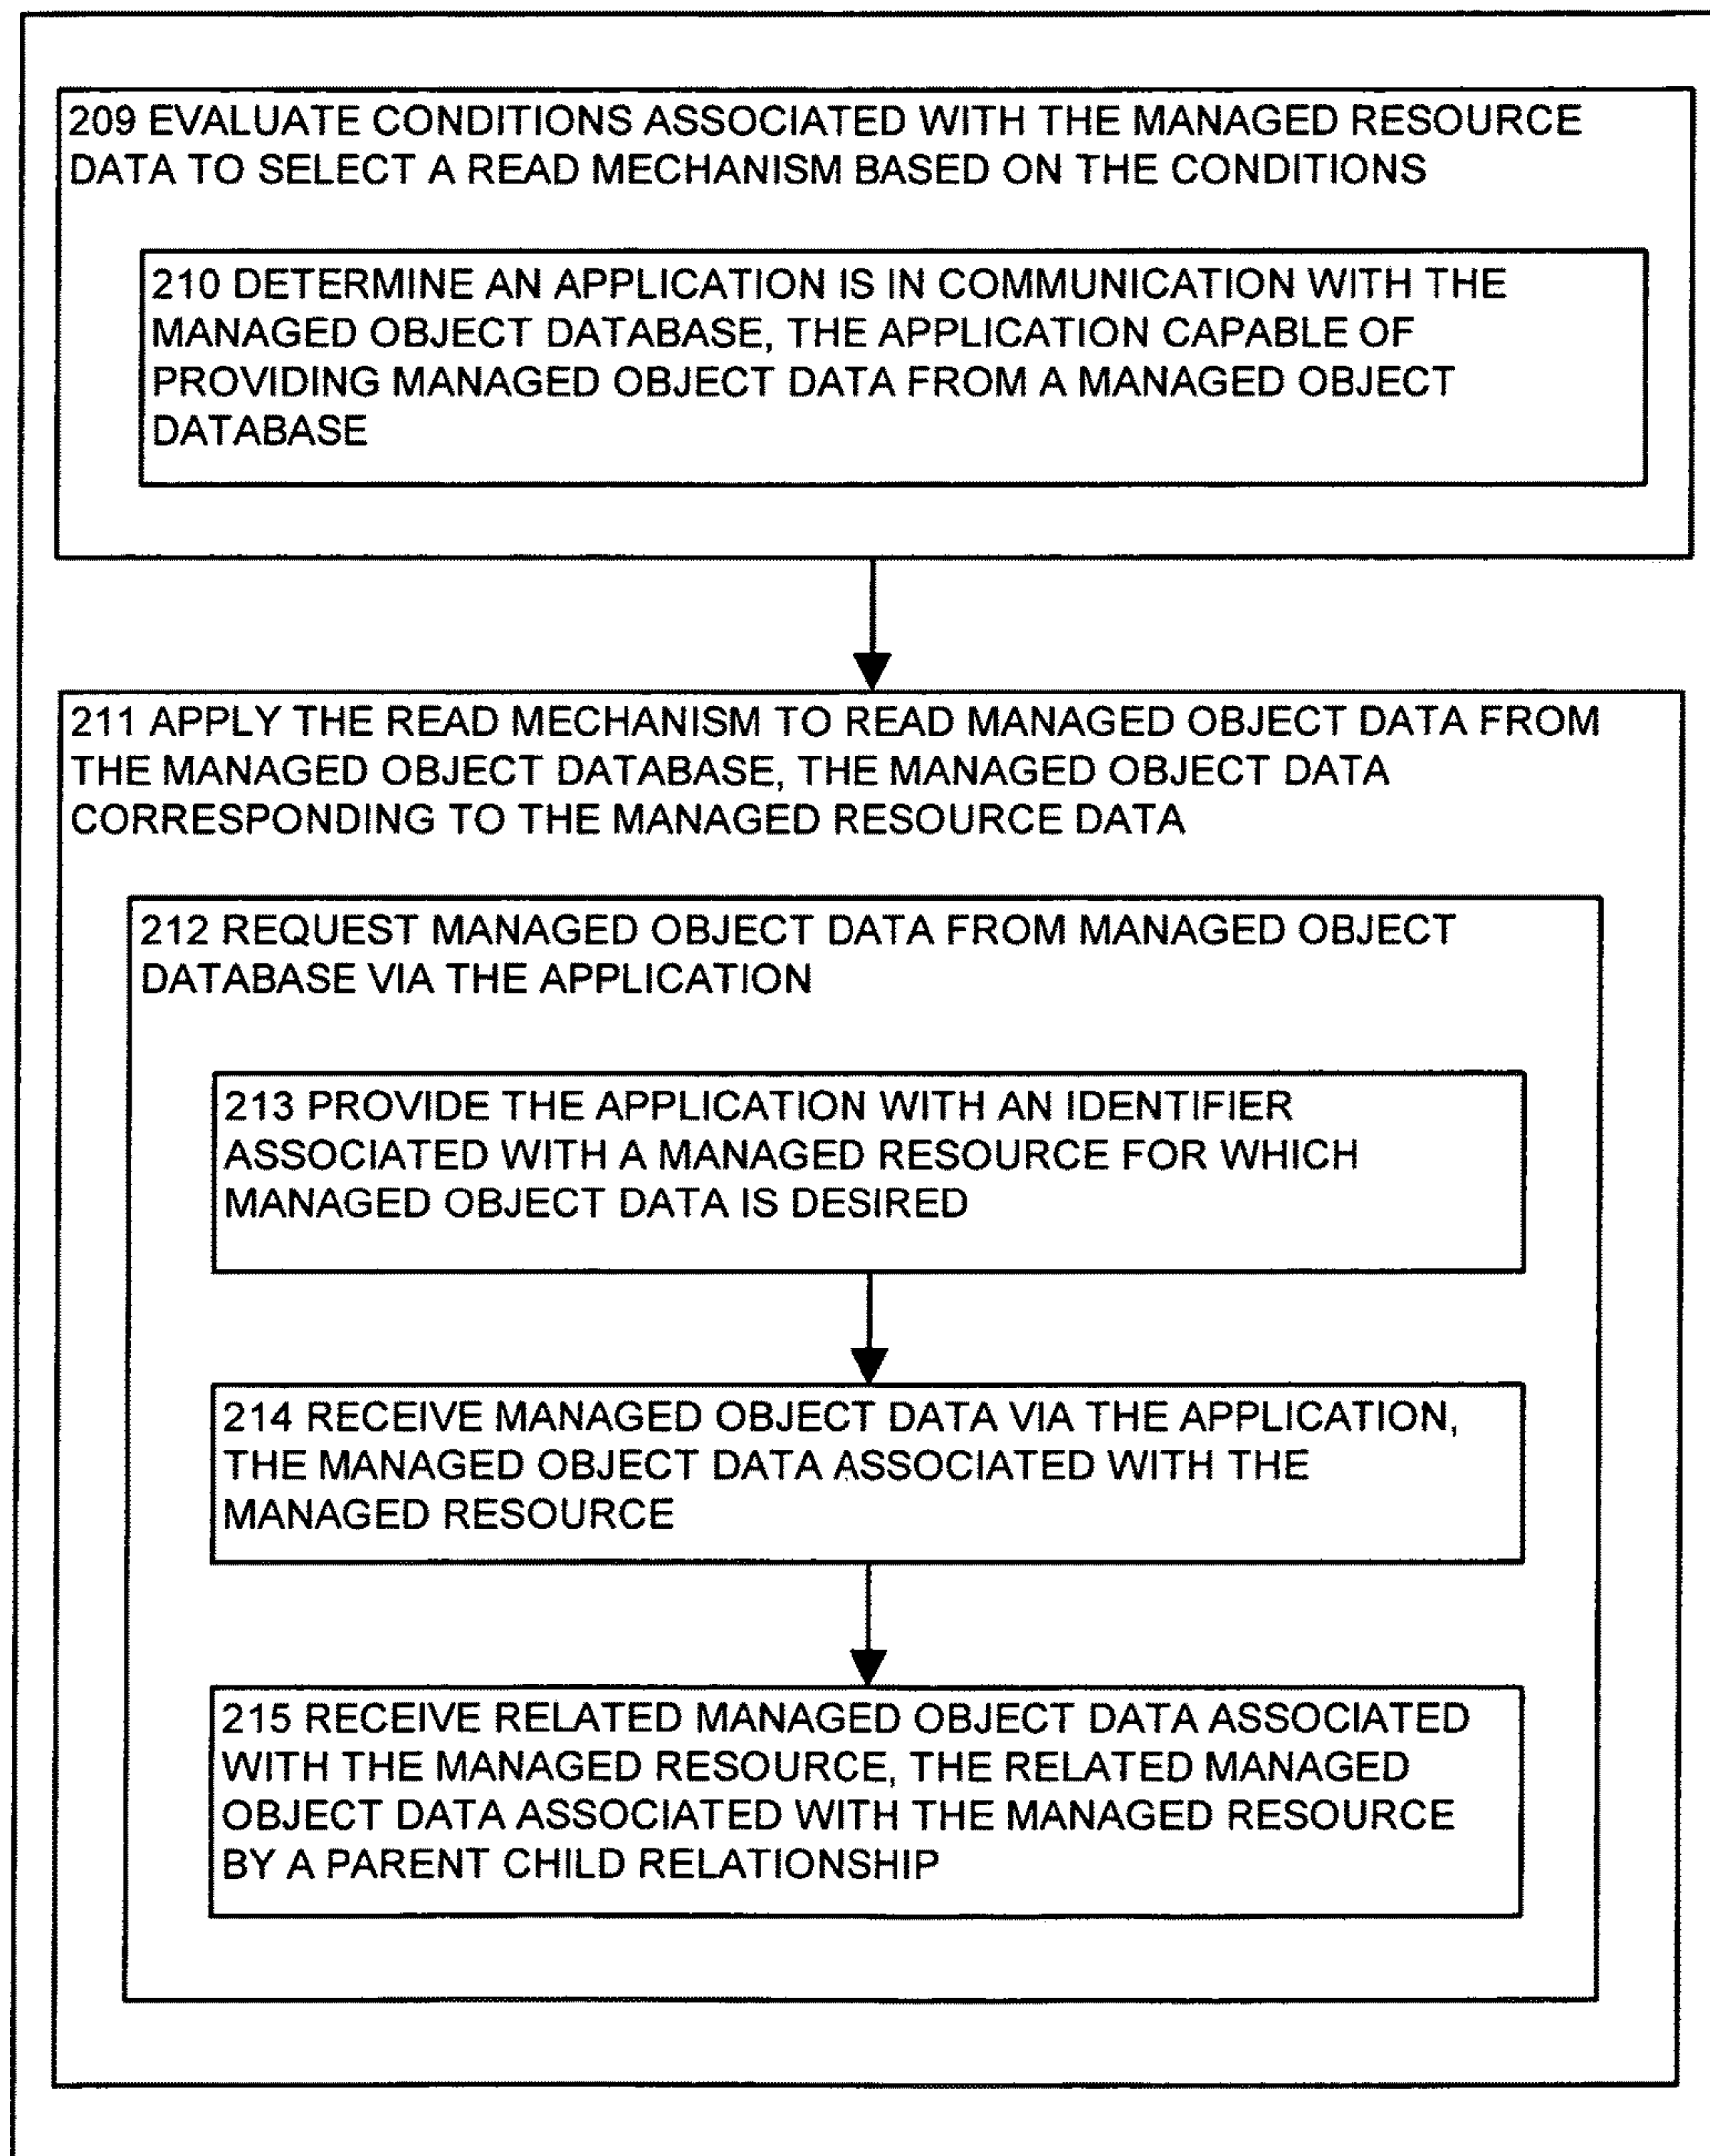 209 EVALUATE CONDITIONS ASSOCIATED WITH THE MANAGED RESOURCE
DATA TO SELECT A READ MECHANISM BASED ON THE CONDITIONS
210 DETERMINE AN APPLICATION IS IN COMMUNICATION WITH THE
MANAGED OBJECT DATABASE, THE APPLICATION CAPABLE OF
PROVIDING MANAGED OBJECT DATA FROM A MANAGED OBJECT
DATABASE
211 APPLY THE READ MECHANISM TO READ MANAGED OBJECT DATA FROM
THE MANAGED OBJECT DATABASE, THE MANAGED OBJECT DATA
CORRESPONDING TO THE MANAGED RESOURCE DATA
212 REQUEST MANAGED OBJECT DATA FROM MANAGED OBJECT
DATABASE VIA THE APPLICATION
213 PROVIDE THE APPLICATION WITH AN IDENTIFIER
ASSOCIATED WITH A MANAGED RESOURCE FOR WHICH
MANAGED OBJECT DATA IS DESIRED
214 RECEIVE MANAGED OBJECT DATA VIA THE APPLICATION,
THE MANAGED OBJECT DATA ASSOCIATED WITH THE
MANAGED RESOURCE
215 RECEIVE RELATED MANAGED OBJECT DATA ASSOCIATED
WITH THE MANAGED RESOURCE, THE RELATED MANAGED
OBJECT DATA ASSOCIATED WITH THE MANAGED RESOURCE
BY A PARENT CHILD RELATIONSHIP